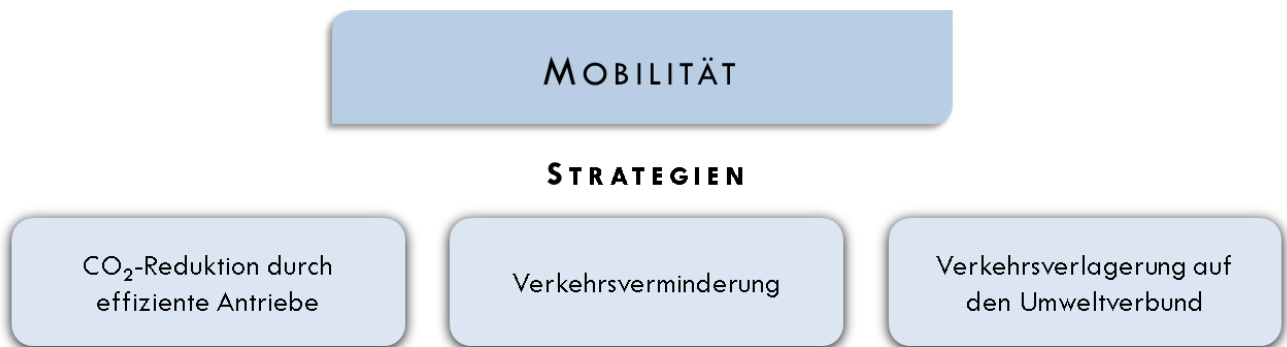 MOBILITÄT
STRATEGIEN
CO₂-Reduktion durch
effiziente Antriebe
Verkehrsverminderung
Verkehrsverlagerung auf
den Umweltverbund